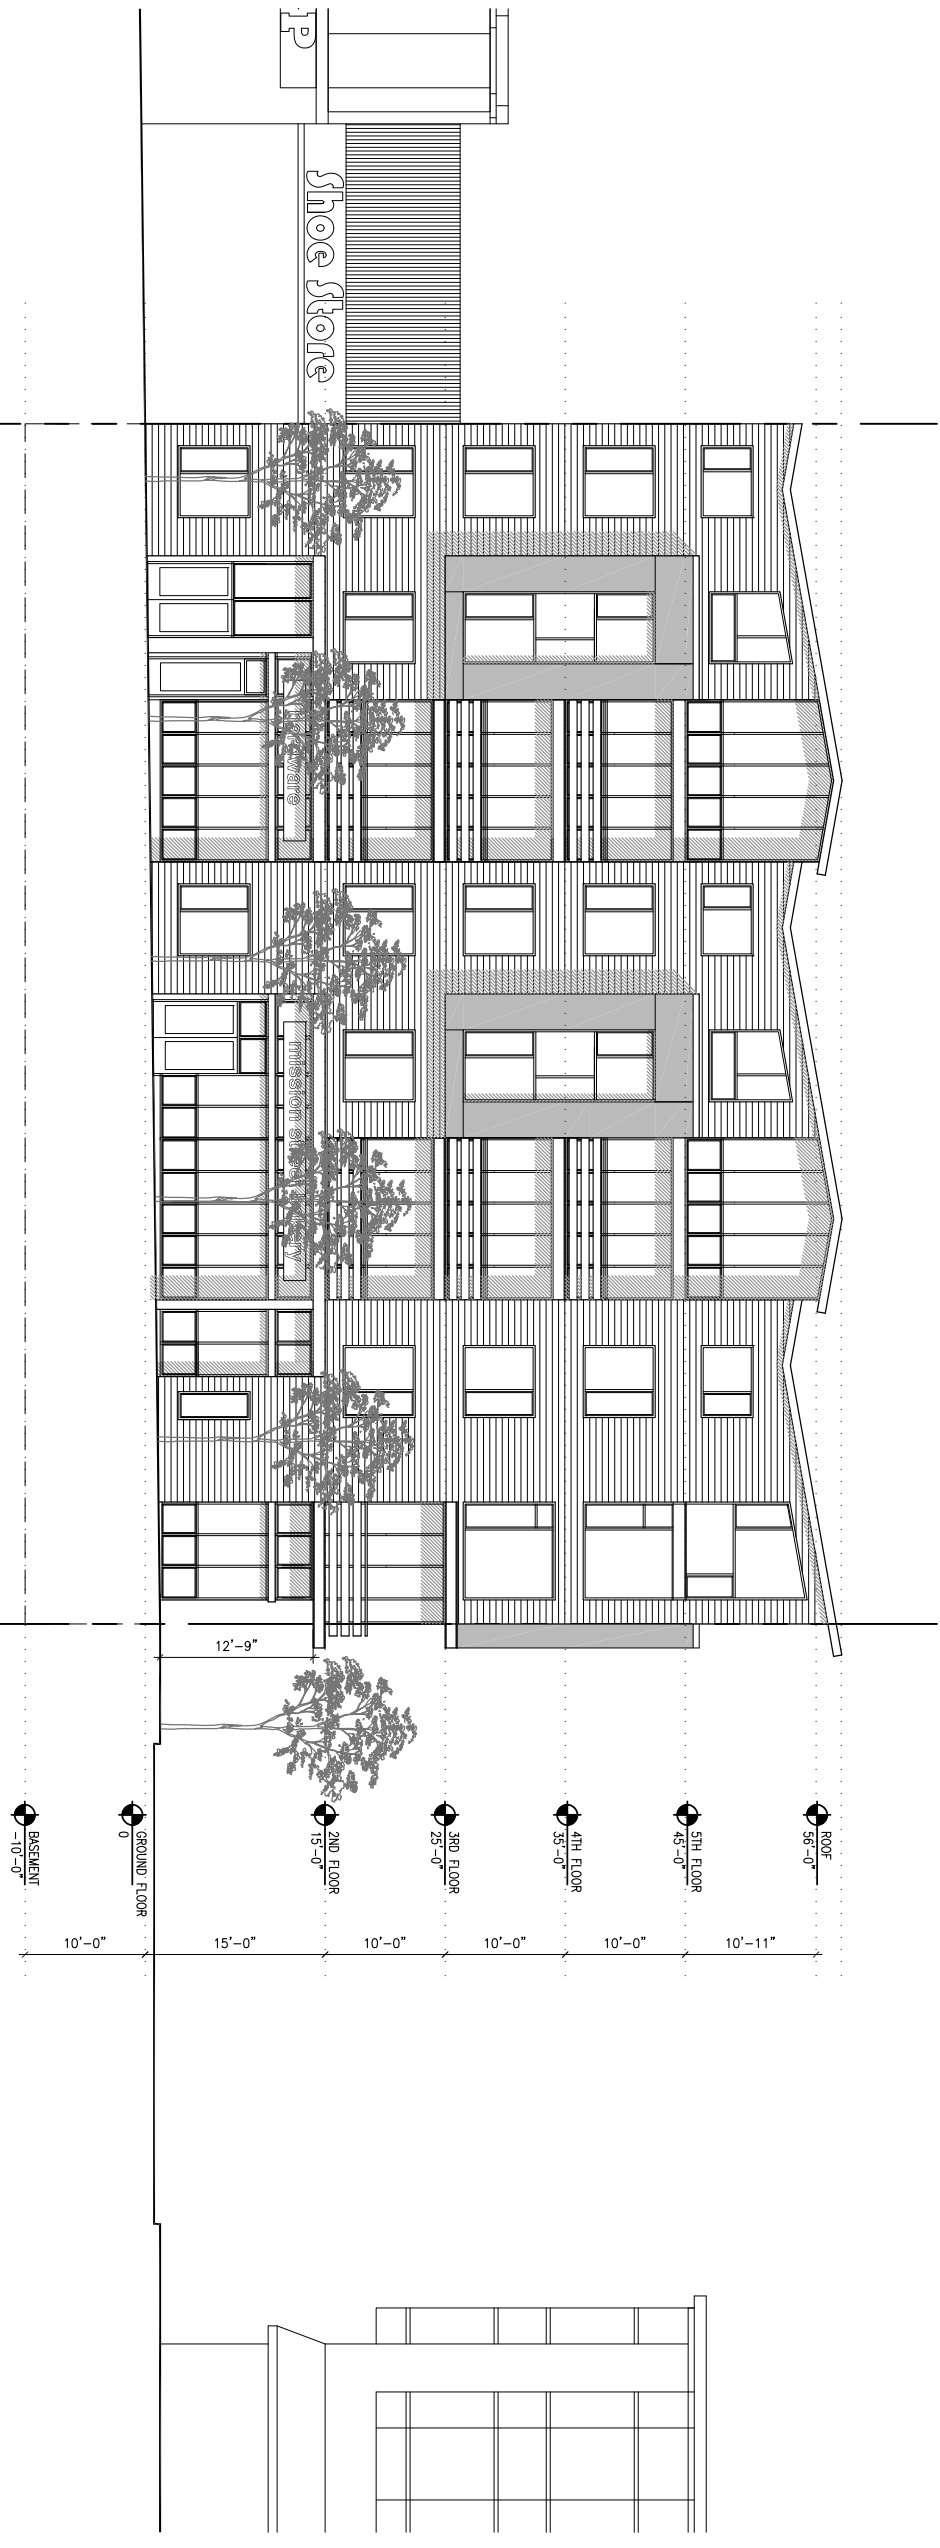 P
Shoe Store
mission st
ware
12'-9"
ROOF
56'-0"
5TH FLOOR
45'-0"
4TH FLOOR
35'-0"
3RD FLOOR
25'-0"
2ND FLOOR
15'-0"
GROUND FLOOR
0
BASEMENT
-10'-0"
10'-0"
15'-0"
10'-0"
10'-0"
10'-0"
10'-11"